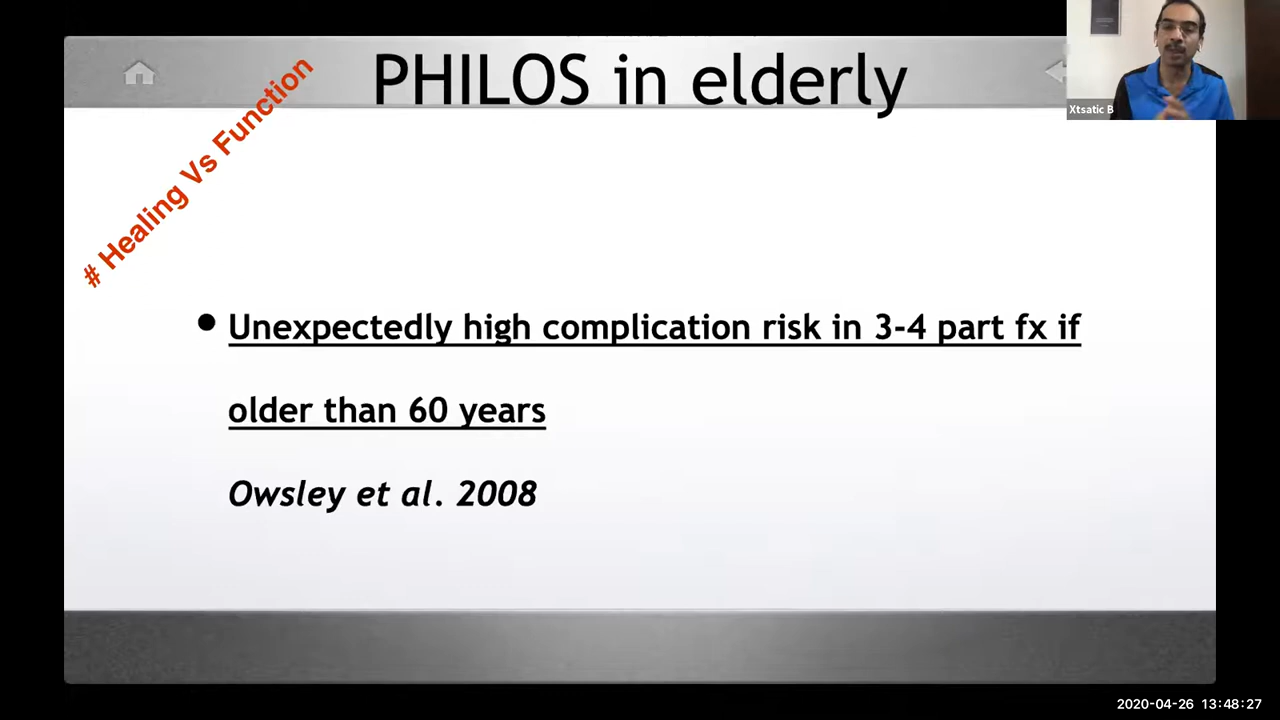 PHILOS in elderly
# Healing Vs Function
Xtsatic B
• Unexpectedly high complication risk in 3-4 part fx if
older than 60 years
Owsley et al. 2008
2020-04-26 13:48:27